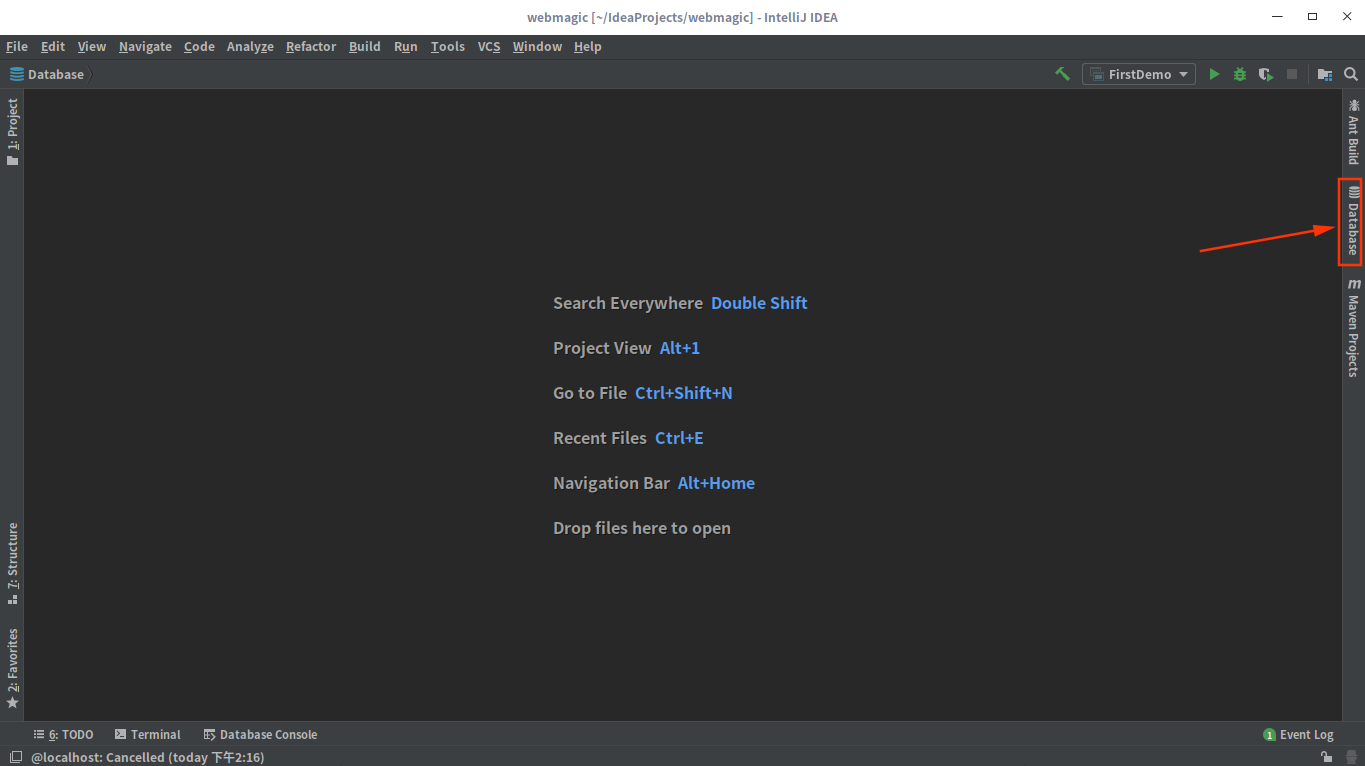 webmagic [~/IdeaProjects/webmagic] - IntelliJ IDEA
File Edit View Navigate Code Analyze Refactor Build Run Tools VCS Window Help
Database
FirstDemo
1: Project
7: Structure
2: Favorites
Search Everywhere Double Shift
Project View Alt+1
Go to File Ctrl+Shift+N
Recent Files Ctrl+E
Navigation Bar Alt+Home
Drop files here to open
Ant Build
Database
m Maven Projects
6: TODO Terminal Database Console
1 Event Log
@localhost: Cancelled (today 下午2:16)